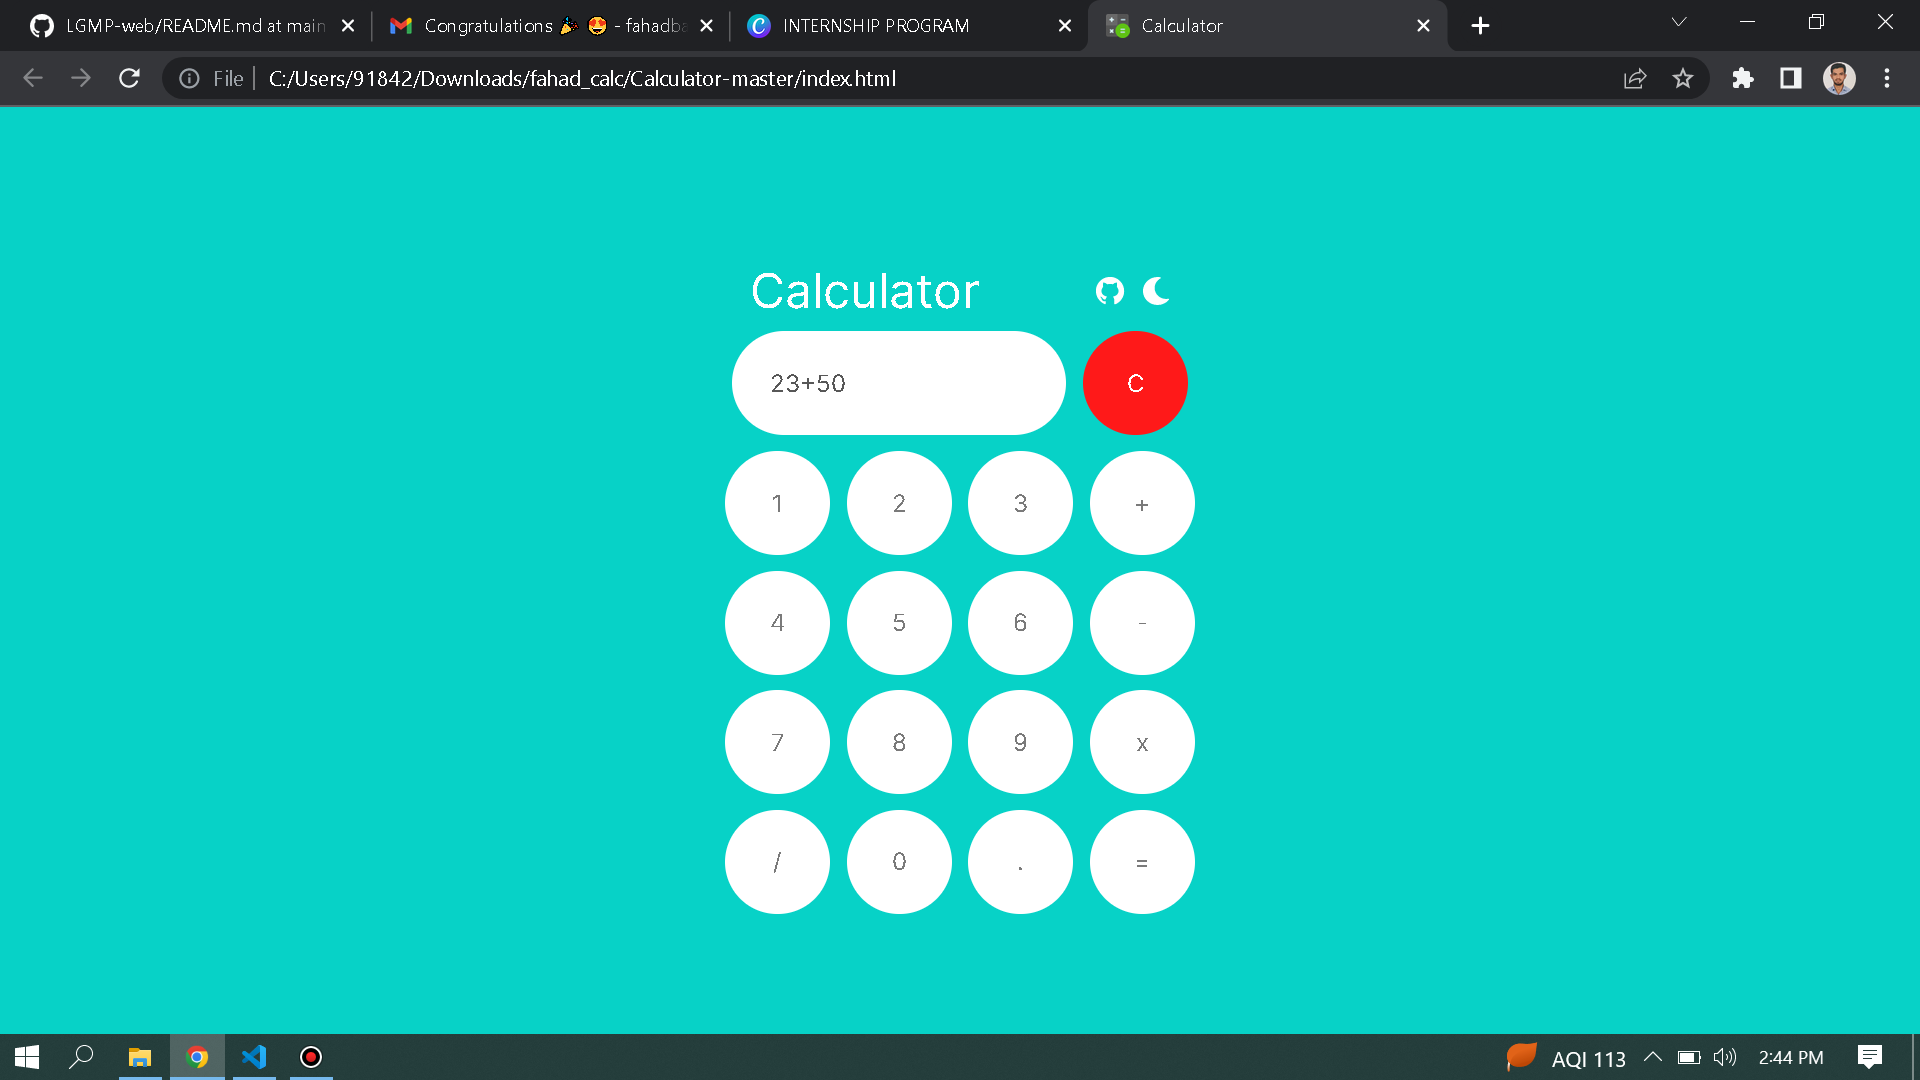 LGMP-web/README.md at main
Congratulations 🎉 😍 - fahadba
INTERNSHIP PROGRAM
Calculator
File
C:/Users/91842/Downloads/fahad_calc/Calculator-master/index.html
Calculator
23+50
C
1 2 3 +
4 5 6 -
7 8 9 x
/ 0 . =
AQI 113
2:44 PM